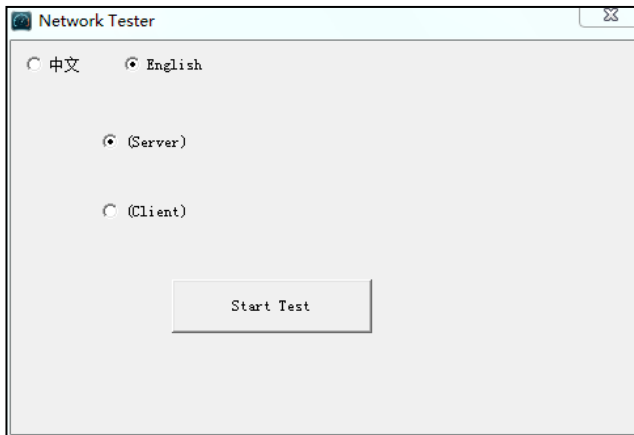 Network Tester
中文 English
(Server)
(Client)
Start Test